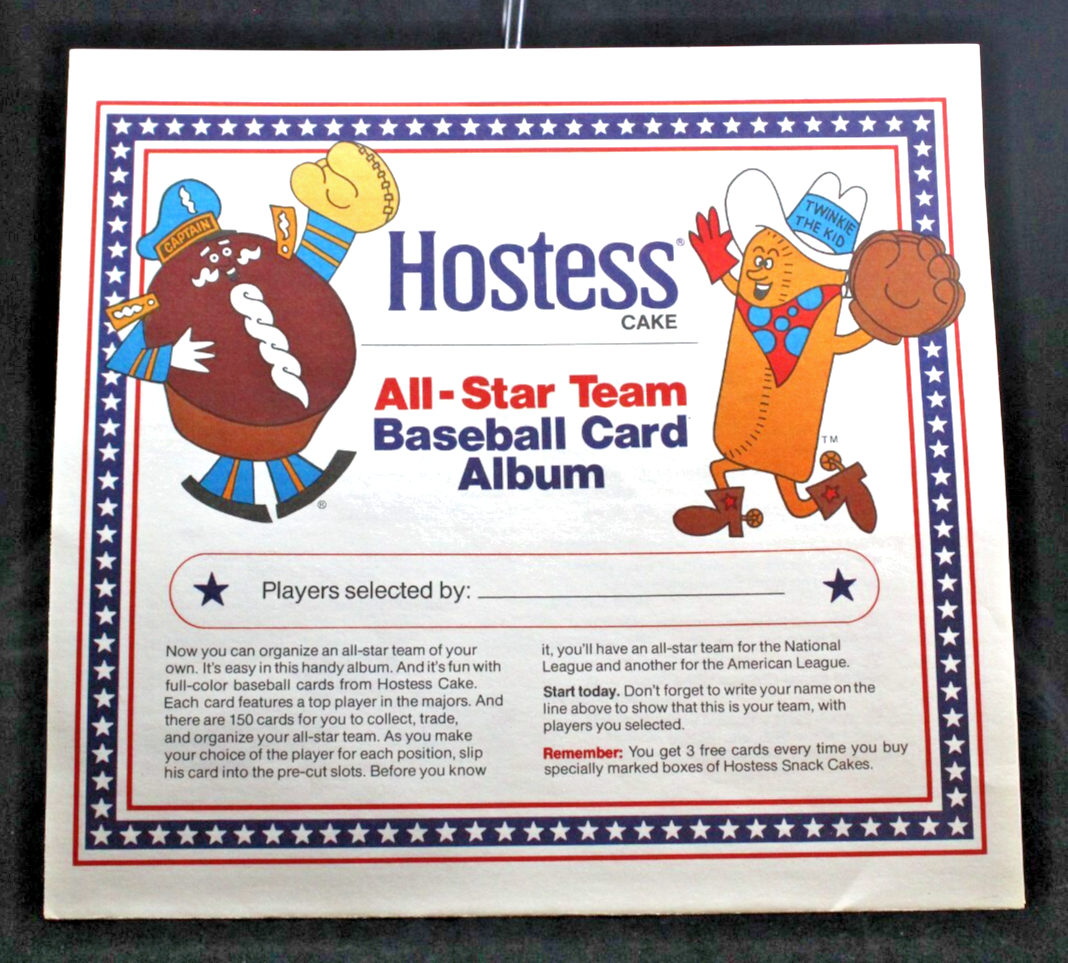 CAPTAIN
TWINKIE
THE KID
Hostess®
CAKE
All-Star Team
Baseball Card
Album
®
TM
Players selected by:
Now you can organize an all-star team of your
own. It's easy in this handy album. And it's fun with
full-color baseball cards from Hostess Cake.
Each card features a top player in the majors. And
there are 150 cards for you to collect, trade,
and organize your all-star team. As you make
your choice of the player for each position, slip
his card into the pre-cut slots. Before you know
it, you'll have an all-star team for the National
League and another for the American League.
Start today. Don't forget to write your name on the
line above to show that this is your team, with
players you selected.
Remember: You get 3 free cards every time you buy
specially marked boxes of Hostess Snack Cakes.